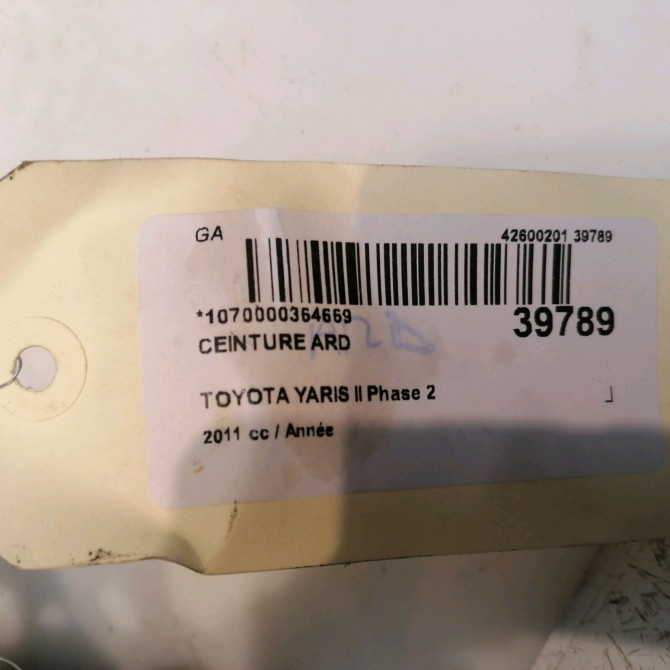 GA 42600201 39789
*1070000364669 39789
CEINTURE ARD
TOYOTA YARIS II Phase 2
2011 cc / Année